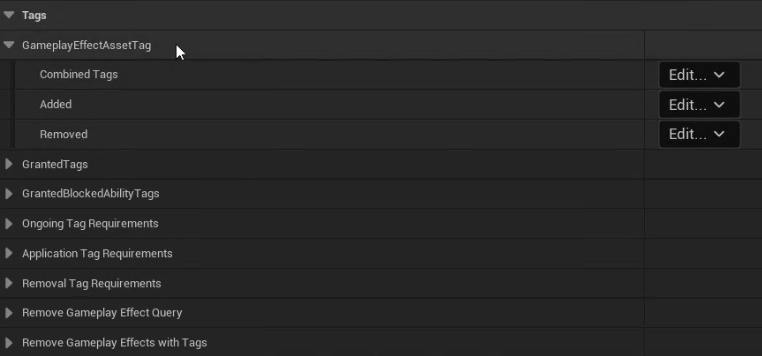 Tags
GameplayEffectAssetTag
Combined Tags Edit...
Added Edit...
Removed Edit...
GrantedTags
GrantedBlockedAbilityTags
Ongoing Tag Requirements
Application Tag Requirements
Removal Tag Requirements
Remove Gameplay Effect Query
Remove Gameplay Effects with Tags